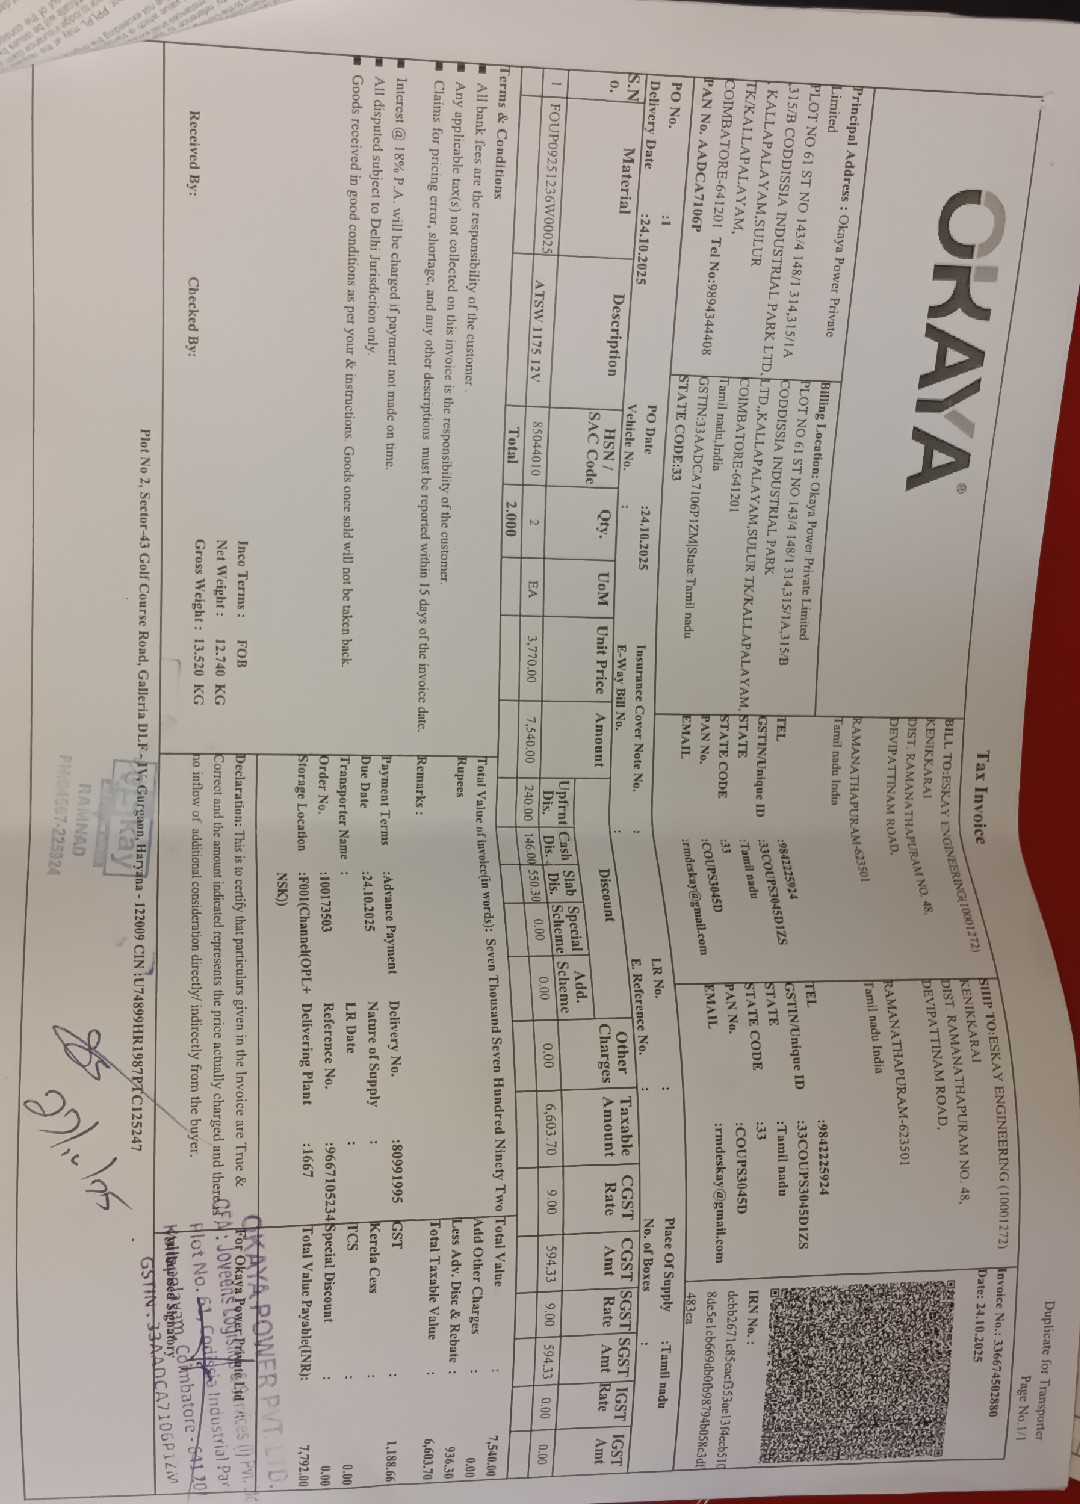 Duplicate for Transporter
Page No.1/1
OKAYA®
Tax Invoice
Invoice No.: 336674502880
Date: 24.10.2025
Principal Address : Okaya Power Private
Limited
PLOT NO 61 ST NO 143/4 148/1 314,315/1A
,315/B CODDISSIA INDUSTRIAL PARK LTD,
, KALLAPALAYAM,SULUR
TK/KALLAPALAYAM,
COIMBATORE-641201 Tel No:9894344408
PAN No. AADCA7106P
Billing Location: Okaya Power Private Limited
PLOT NO 61 ST NO 143/4 148/1 314,315/1A,315/B
CODDISSIA INDUSTRIAL PARK
LTD,,KALLAPALAYAM,SULUR TK/KALLAPALAYAM,
COIMBATORE-641201
Tamil nadu,India
GSTIN:33AADCA7106P1ZM|State:Tamil nadu
STATE CODE:33
BILL TO:ESKAY ENGINEERING(10001272)
KENIKKARAI
DIST. RAMANATHAPURAM NO. 48,
DEVIPATTINAM ROAD,
RAMANATHAPURAM-623501
Tamil nadu India
TEL :9842225924
GSTIN/Unique ID :33COUPS3045D1ZS
STATE :Tamil nadu
STATE CODE :33
PAN No. :COUPS3045D
EMAIL :rmdeskay@gmail.com
SHIP TO:ESKAY ENGINEERING (10001272)
KENIKKARAI
DIST. RAMANATHAPURAM NO. 48,
DEVIPATTINAM ROAD,
RAMANATHAPURAM-623501
Tamil nadu India
TEL :9842225924
GSTIN/Unique ID :33COUPS3045D1ZS
STATE :Tamil nadu
STATE CODE :33
PAN No. :COUPS3045D
EMAIL :rmdeskay@gmail.com
IRN No. :
PO No. :1 PO Date :24.10.2025 Insurance Cover Note No. : LR No. : Place Of Supply :Tamil nadu
Delivery Date :24.10.2025 Vehicle No. : E-Way Bill No. : E. Reference No. : No. of Boxes :
S.No. Material Description HSN / SAC Code Qty. UoM Unit Price Amount Discount Upfrnt Dis. Cash Dis. Slab Dis. Special Scheme Add. Scheme Other Charges Taxable Amount CGST Rate CGST Amt SGST Rate SGST Amt IGST Rate IGST Amt
1 FOUP09251236W00025 ATSW 1175 12V 85044010 2 EA 3,770.00 7,540.00 240.00 146.00 550.30 0.00 0.00 0.00 6,603.70 9.00 594.33 9.00 594.33 0.00 0.00
Total 2.000
Terms & Conditions
All bank fees are the responsibility of the customer .
Any applicable tax(s) not collected on this invoice is the responsibility of the customer.
Claims for pricing error, shortage, and any other descriptions must be reported within 15 days of the invoice date.
Interest @ 18% P.A. will be charged if payment not made on time.
All disputed subject to Delhi Jurisdiction only.
Goods received in good conditions as per your & instructions. Goods once sold will not be taken back.
Total Value of invoice(in words): Seven Thousand Seven Hundred Ninety Two
Rupees
Remarks :
Payment Terms :Advance Payment Delivery No. :80991995
Due Date :24.10.2025 Nature of Supply :
Transporter Name : LR Date :
Order No. :100173503 Reference No. :9667105234
Storage Location :F001(Channel(OPL+ NSK)) Delivering Plant :1667
Total Value : 7,540.00
Add Other Charges : 0.00
Less Adv. Disc & Rebate : 936.30
Total Taxable Value : 6,603.70
GST : 1,188.66
Kerela Cess :
TCS : 0.00
Special Discount : 0.00
Total Value Payable(INR): 7,792.00
Inco Terms : FOB
Net Weight : 12.740 KG
Gross Weight : 13.520 KG
Received By: Checked By:
Declaration: This is to certify that particulars given in the Invoice are True &
Correct and the amount indicated represents the price actually charged and there is
no inflow of additional consideration directly/ indirectly from the buyer.
For Okaya Power Private Ltd
Authorised Signatory
OKAYA POWER PVT. LTD.
Plot No. 61, Codissia Industrial Par
Kallapalayam, Coimbatore - 641 201
GSTIN : 33AADCA7106P1ZM
Plot No 2, Sector-43 Golf Course Road, Galleria DLF - IV, Gurgaon, Haryana - 122009 CIN :U74899HR1987PTC125247
RAMNAD